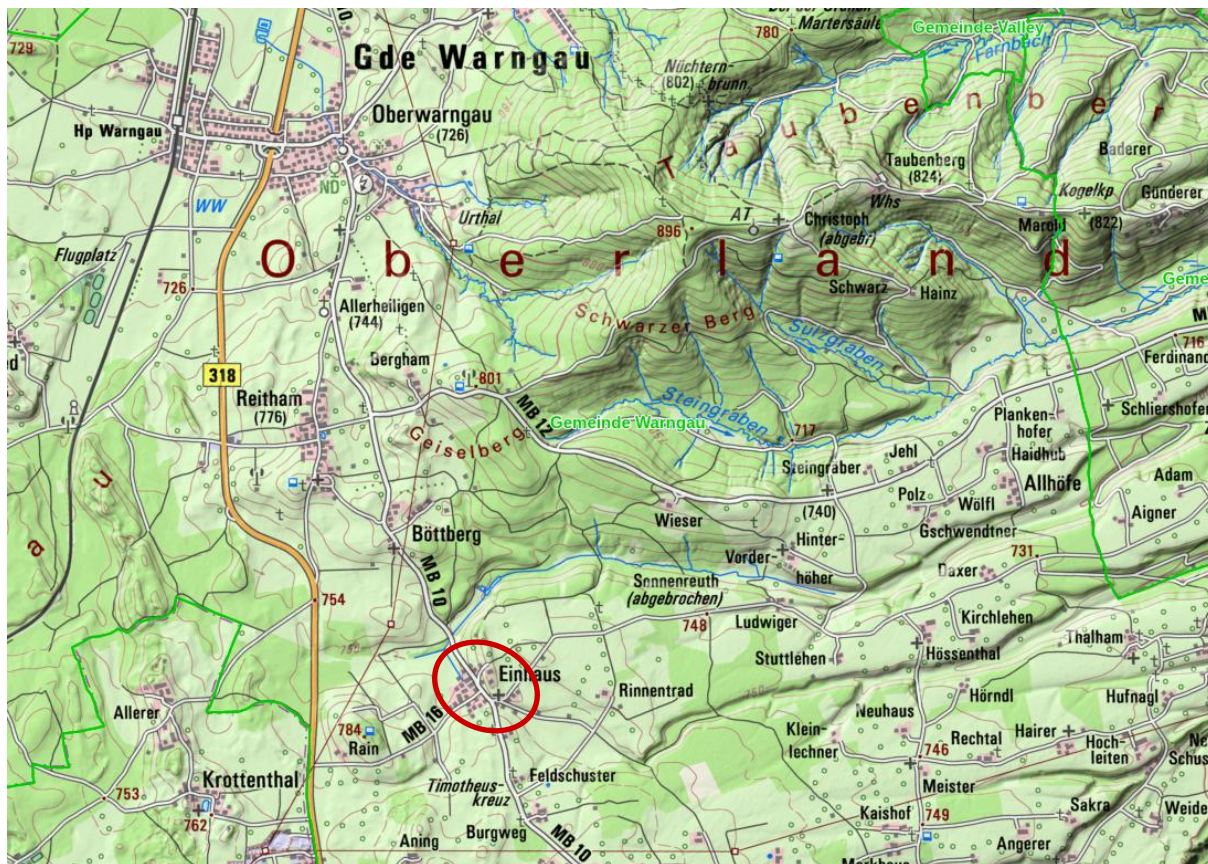 729
MB 10
Gde Warngau
780
Martersäule
Gemeinde Valley
Farnbach
Nüchtern-
(802) brunn
Taubenber
Hp Warngau
Oberwarngau
(726)
ND
WW
Urthal
Taubenberg
(824)
Baderer
Kogelkp
(822)
Günderer
Marold
Whs
AT
Christoph
(abgebr)
896
Flugplatz
Oberland
726
Allerheiligen
(744)
Schwarz
Hainz
Schwarzer Berg
Sulzgraben
Bergham
801
318
Reitham
(776)
MB 12
Gemeinde Warngau
Steingraben
717
Geiselberg
716
Ferdinand
Schliershofer
Planken-
hofer
Haidhub
Allhöfe
Jehl
Steingraber
(740)
Polz
Wölfl
Gschwendtner
Adam
Aigner
au
Wieser
Böttberg
Hinter-
Vorder-
höher
731
Daxer
Sonnenreuth
(abgebrochen)
MB 10
754
748
Ludwiger
Kirchlehen
Thalham
Stuttlehen
Hössenthal
Einhaus
Rinnentrad
Hörndl
Hufnagl
Allerer
MB 16
784
Rain
Neuhaus
Klein-
lechner
746
Rechtal
Hairer
Hoch-
leiten
Krottenthal
753
762
Timotheus-
kreuz
Feldschuster
Meister
Kaishof
749
Sakra
Weide
Aning
Burgweg
MB 10
Angerer